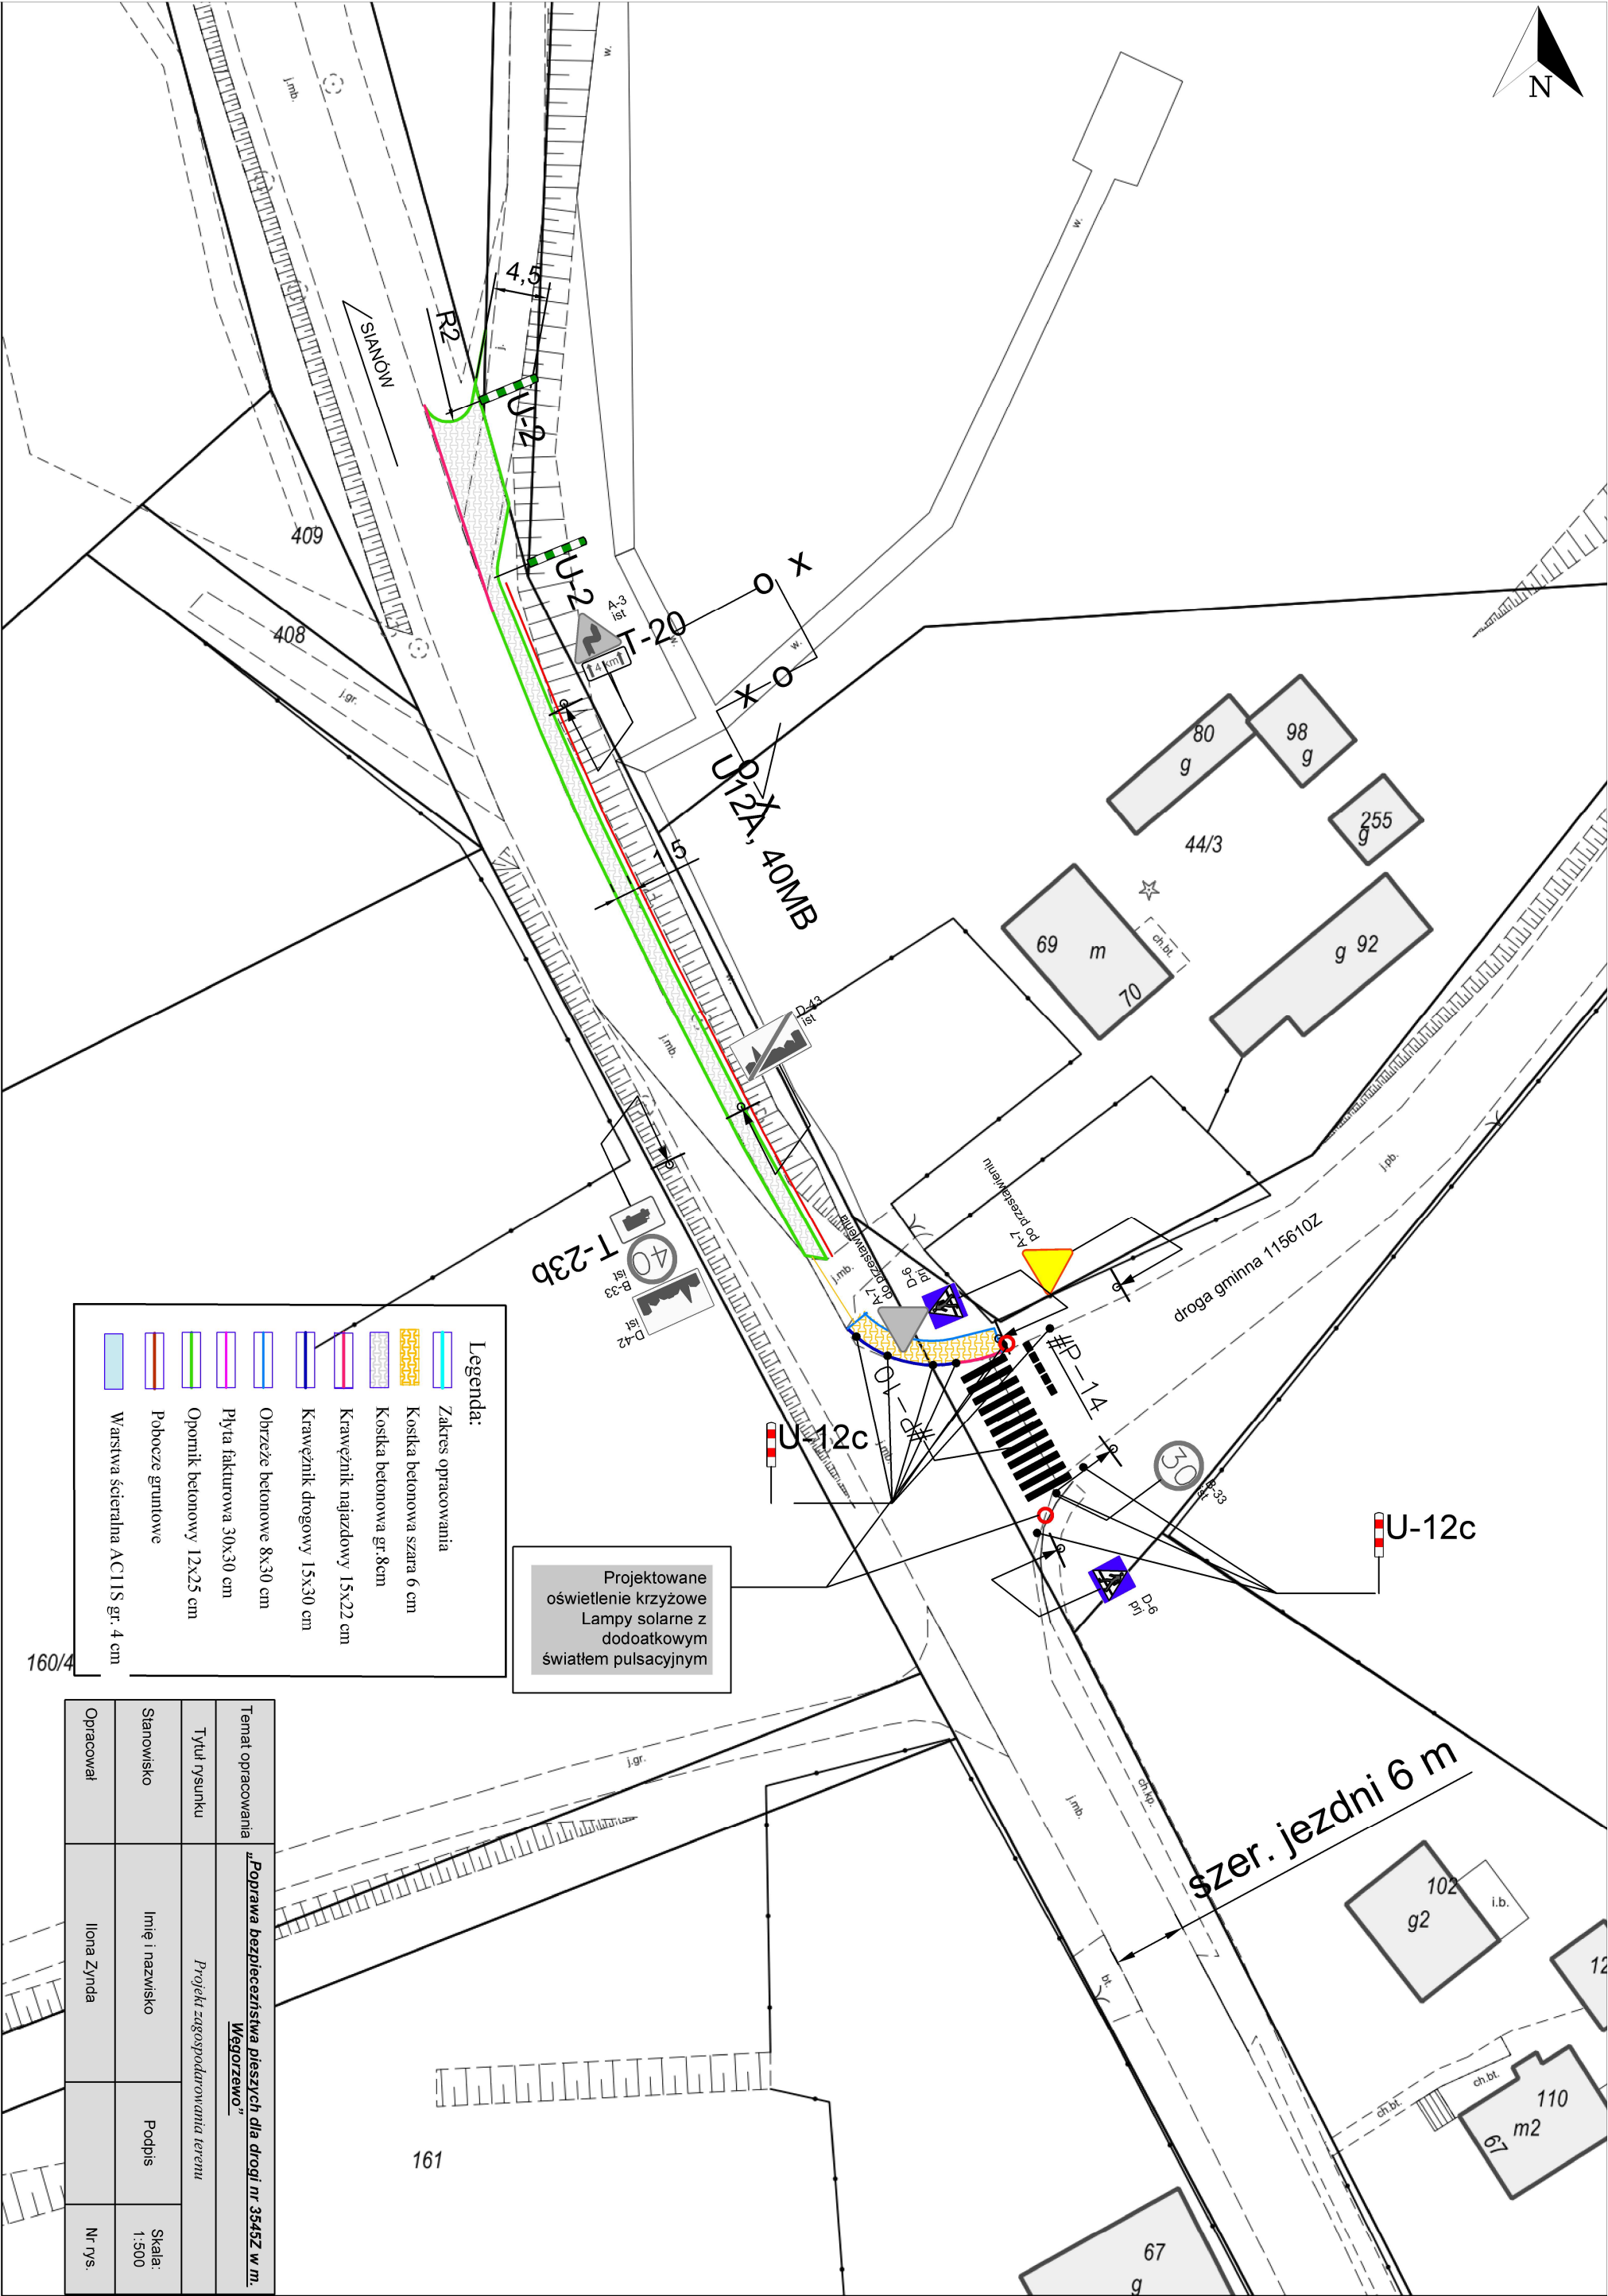 N
j.mb.
w.
w.
4,5
R2
j.
SIANÓW
U-2
409
U-2
408
A-3
ist
T-20
4 km
w.
w.
x
o
x
o
j.gr.
o
x
U12A, 40MB
80
g
98
g
255
g
44/3
69
m
70
ch.bt.
g 92
w.
j.mb.
D-43
ist
j.pb.
A-7
po przestawieniu
droga gminna 115610Z
T-23b
40
B-33
ist
D-42
ist
j.mb.
A-7
do przestawienia
D-6
prj
#P-14
#P-10
j.mb.
30
B-33
ist
U-12c
U-12c
D-6
prj
Projektowane
oświetlenie krzyżowe
Lampy solarne z
dodoatkowym
światłem pulsacyjnym
Legenda:
Zakres opracowania
Kostka betonowa szara 6 cm
Kostka betonowa gr.8cm
Krawężnik najazdowy 15x22 cm
Krawężnik drogowy 15x30 cm
Obrzeże betonowe 8x30 cm
Płyta fakturowa 30x30 cm
Opornik betonowy 12x25 cm
Pobocze gruntowe
Warstwa ścieralna AC11S gr. 4 cm
160/4
j.gr.
j.mb.
ch.kp.
szer. jezdni 6 m
bt.
102
g2
i.b.
12
ch.bt.
ch.bt.
110
m2
67
161
67
g
Temat opracowania
„Poprawa bezpieczeństwa pieszych dla drogi nr 3545Z w m.
Węgorzewo”
Tytuł rysunku
Projekt zagospodarowania terenu
Stanowisko
Imię i nazwisko
Podpis
Skala:
1:500
Opracował
Ilona Zynda
Nr rys.